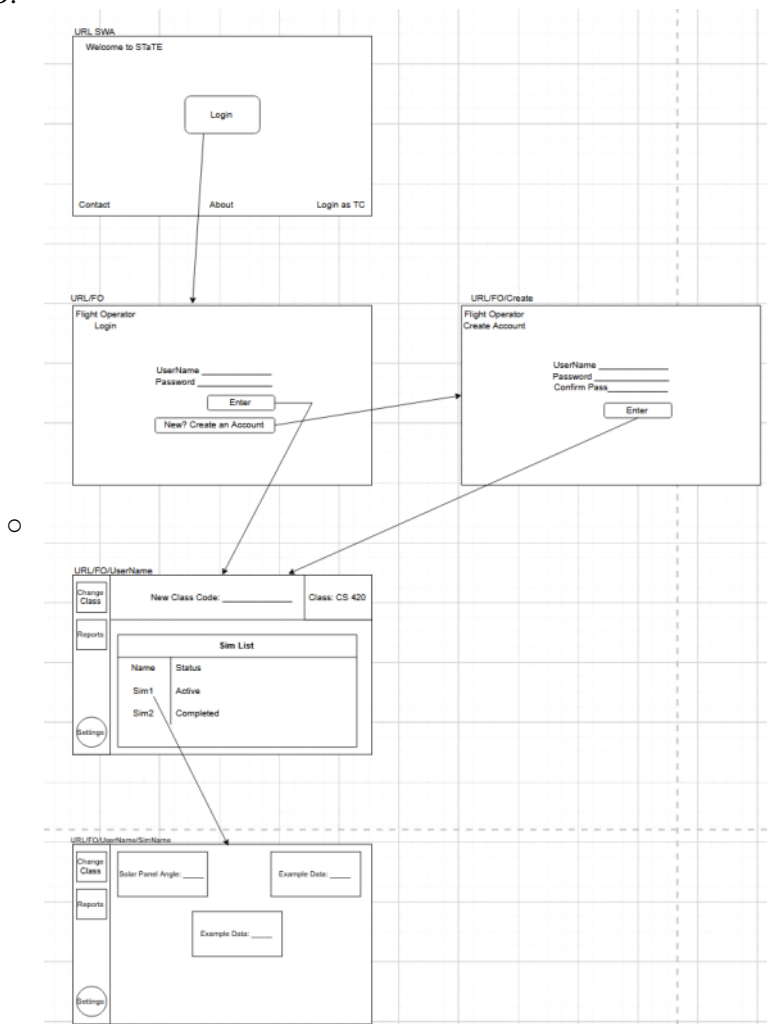 URL SWA
Welcome to STaTE
Login
Contact About Login as TC
URL/FO
Flight Operator
Login
UserName
Password
Enter
New? Create an Account
URL/FO/Create
Flight Operator
Create Account
UserName
Password
Confirm Pass
Enter
URL/FO/UserName
Change
Class
New Class Code:
Class: CS 420
Reports
Sim List
Name Status
Sim1 Active
Sim2 Completed
Settings
URL/FO/UserName/SimName
Change
Class
Solar Panel Angle:
Example Data:
Reports
Example Data:
Settings